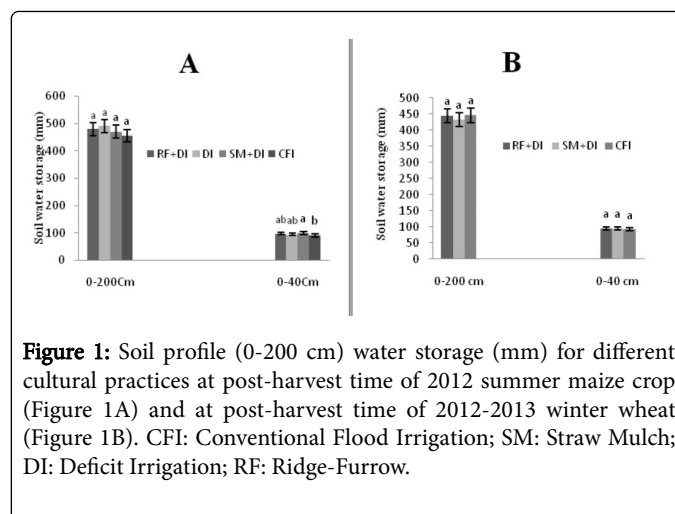 A
Soil water storage (mm)
600
500
400
300
200
100
0
RF+DI DI SM+DI CFI
a a a a
ab ab a b
0-200Cm 0-40Cm
B
Soil water storage (mm)
500
450
400
350
300
250
200
150
100
50
0
RF+DI SM+DI CFI
a a a
a a a
0-200 cm 0-40 cm
Figure 1: Soil profile (0-200 cm) water storage (mm) for different
cultural practices at post-harvest time of 2012 summer maize crop
(Figure 1A) and at post-harvest time of 2012-2013 winter wheat
(Figure 1B). CFI: Conventional Flood Irrigation; SM: Straw Mulch;
DI: Deficit Irrigation; RF: Ridge-Furrow.